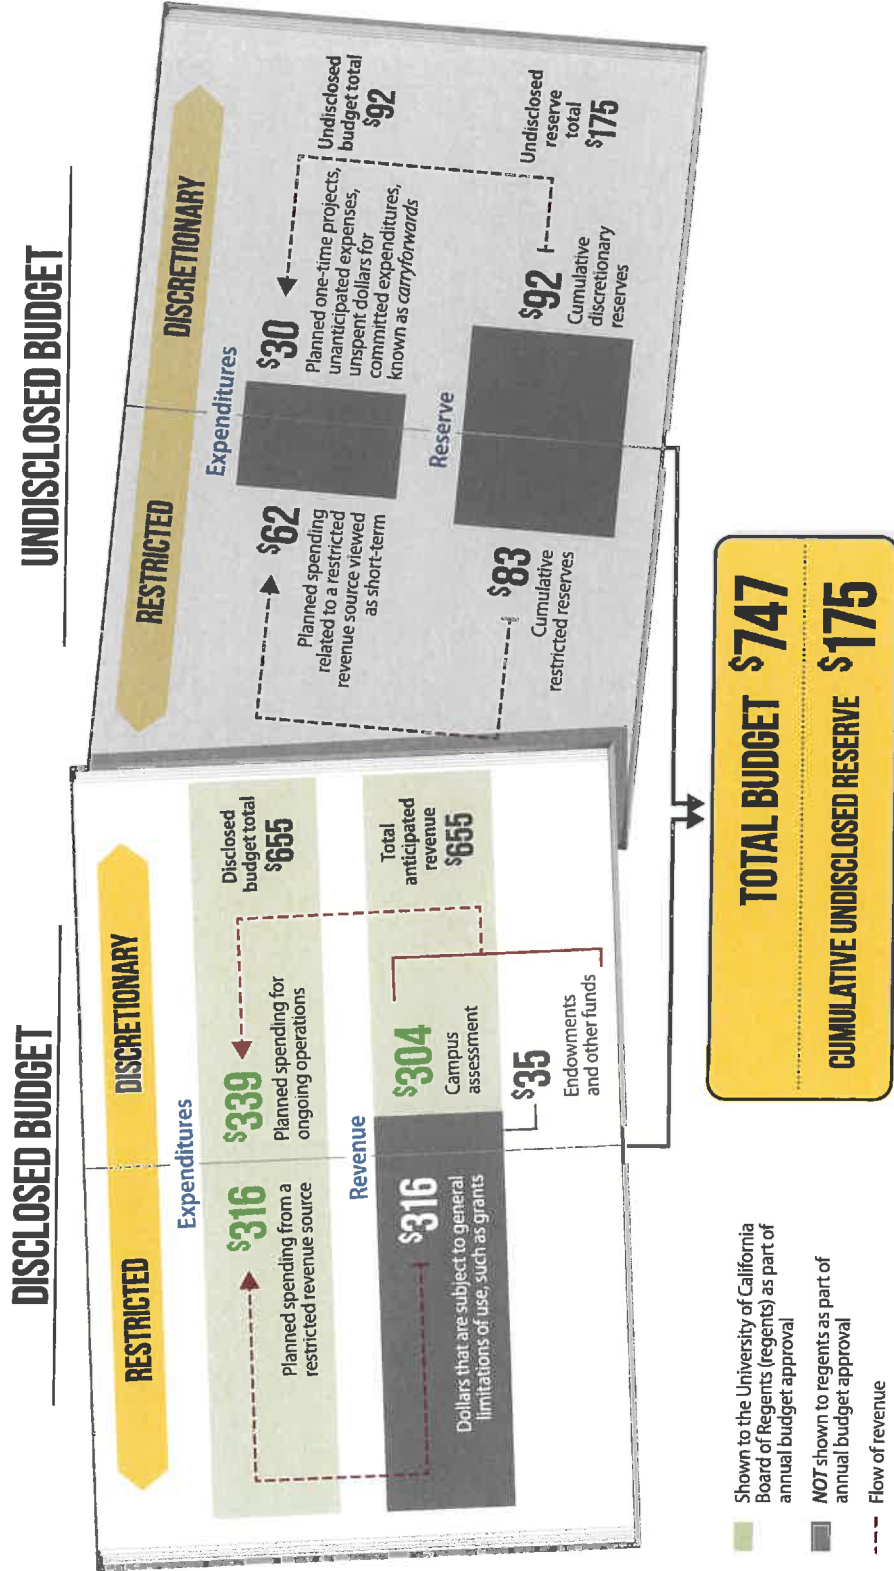 DISCLOSED BUDGET
RESTRICTED
DISCRETIONARY
Expenditures
$316
Planned spending from a
restricted revenue source
$339
Planned spending for
ongoing operations
Disclosed
budget total
$655
Revenue
$316
Dollars that are subject to general
limitations of use, such as grants
$304
Campus
assessment
$35
Endowments
and other funds
Total
anticipated
revenue
$655
UNDISCLOSED BUDGET
RESTRICTED
DISCRETIONARY
Expenditures
$62
Planned spending
related to a restricted
revenue source viewed
as short-term
$30
Planned one-time projects,
unanticipated expenses,
unspent dollars for
committed expenditures,
known as carryforwards
Undisclosed
budget total
$92
Reserve
$83
Cumulative
restricted reserves
$92
Cumulative
discretionary
reserves
Undisclosed
reserve
total
$175
Shown to the University of California
Board of Regents (regents) as part of
annual budget approval
NOT shown to regents as part of
annual budget approval
Flow of revenue
TOTAL BUDGET $747
CUMULATIVE UNDISCLOSED RESERVE $175